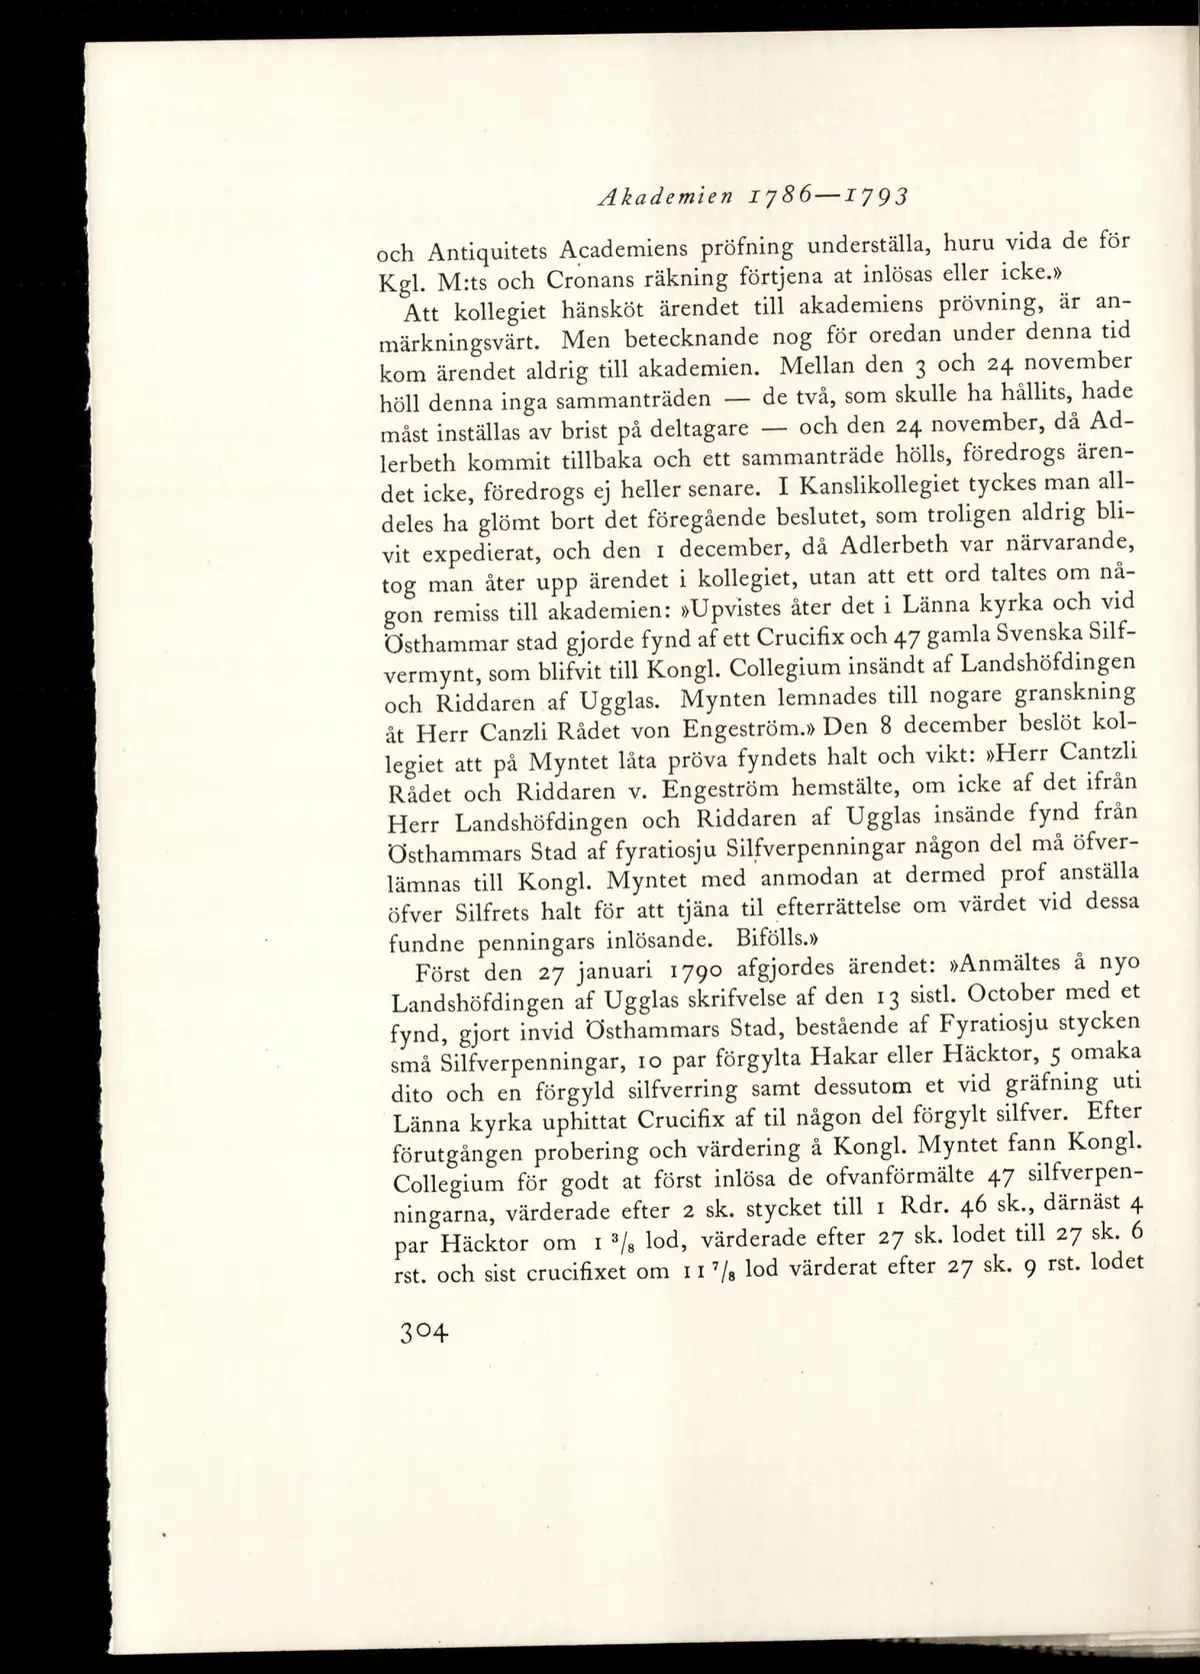 Akademien 1786—1793
och Antiquitets Academiens pröfning underställa, huru vida de för
Kgl. M:ts och Cronans räkning förtjena at inlösas eller icke.»
Att kollegiet hänsköt ärendet till akademiens prövning, är an-
märkningsvärt. Men betecknande nog för oredan under denna tid
kom ärendet aldrig till akademien. Mellan den 3 och 24 november
höll denna inga sammanträden — de två, som skulle ha hållits, hade
måst inställas av brist på deltagare — och den 24 november, då Ad-
lerbeth kommit tillbaka och ett sammanträde hölls, föredrogs ären-
det icke, föredrogs ej heller senare. I Kanslikollegiet tyckes man all-
deles ha glömt bort det föregående beslutet, som troligen aldrig bli-
vit expedierat, och den 1 december, då Adlerbeth var närvarande,
tog man åter upp ärendet i kollegiet, utan att ett ord taltes om nå-
gon remiss till akademien: »Upvistes åter det i Länna kyrka och vid
Östhammar stad gjorde fynd af ett Crucifix och 47 gamla Svenska Silf-
vermynt, som blifvit till Kongl. Collegium insändt af Landshöfdingen
och Riddaren af Ugglas. Mynten lemnades till nogare granskning
åt Herr Canzli Rådet von Engeström.» Den 8 december beslöt kol-
legiet att på Myntet låta pröva fyndets halt och vikt: »Herr Cantzli
Rådet och Riddaren v. Engeström hemstälte, om icke af det ifrån
Herr Landshöfdingen och Riddaren af Ugglas insände fynd från
Östhammars Stad af fyratiosju Silfverpenningar någon del må öfver-
lämnas till Kongl. Myntet med anmodan at dermed prof anställa
öfver Silfrets halt för att tjäna til efterrättelse om värdet vid dessa
fundne penningars inlösande. Bifölls.»
Först den 27 januari 1790 afgjordes ärendet: »Anmältes å nyo
Landshöfdingen af Ugglas skrifvelse af den 13 sistl. October med et
fynd, gjort invid Östhammars Stad, bestående af Fyratiosju stycken
små Silfverpenningar, 10 par förgylta Hakar eller Häcktor, 5 omaka
dito och en förgyld silfverring samt dessutom et vid gräfning uti
Länna kyrka uphittat Crucifix af til någon del förgylt silfver. Efter
förutgången probering och värdering å Kongl. Myntet fann Kongl.
Collegium för godt at först inlösa de ofvanförmälte 47 silfverpen-
ningarna, värderade efter 2 sk. stycket till 1 Rdr. 46 sk., därnäst 4
par Häcktor om 1 ³/₈ lod, värderade efter 27 sk. lodet till 27 sk. 6
rst. och sist crucifixet om 11 ⁷/₈ lod värderat efter 27 sk. 9 rst. lodet
304